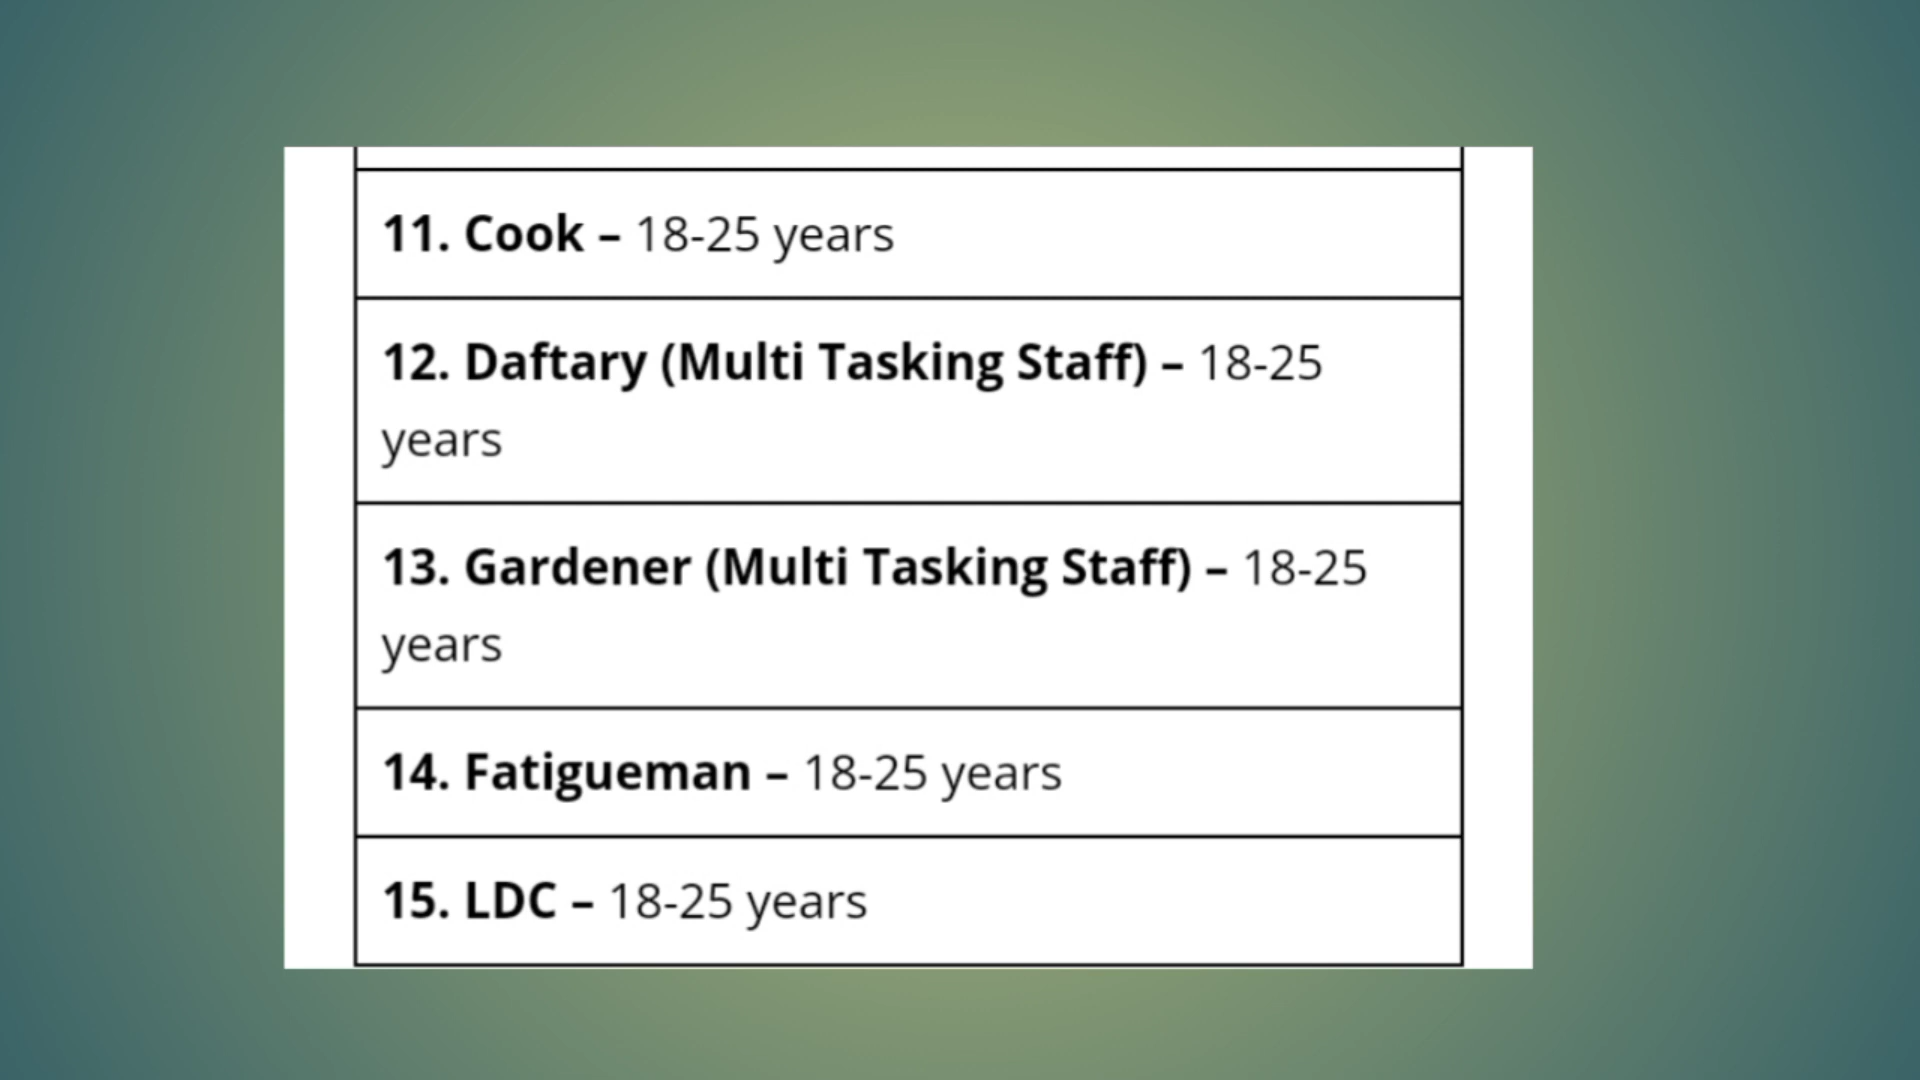 11. Cook – 18-25 years
12. Daftary (Multi Tasking Staff) – 18-25
years
13. Gardener (Multi Tasking Staff) – 18-25
years
14. Fatigueman – 18-25 years
15. LDC – 18-25 years